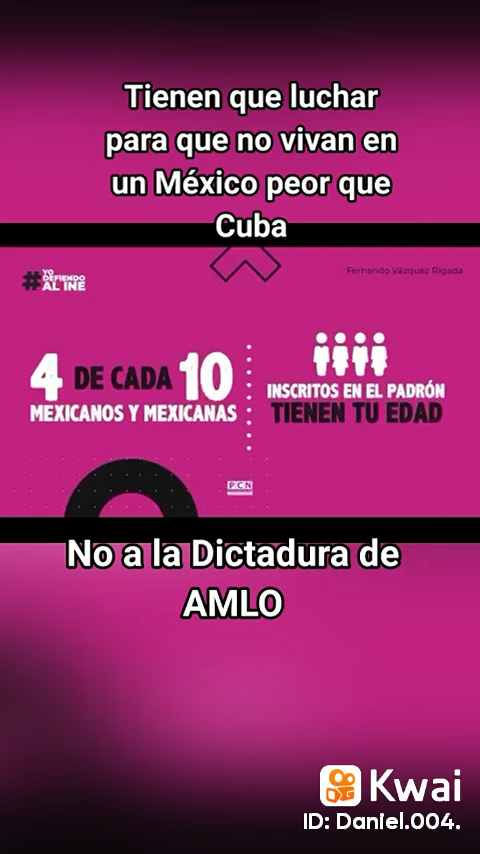 Tienen que luchar
para que no vivan en
un México peor que
Cuba
#YO DEFIENDO AL INE
Fernando Vázquez Rigada
4 DE CADA 10
MEXICANOS Y MEXICANAS
INSCRITOS EN EL PADRÓN
TIENEN TU EDAD
PCN
No a la Dictadura de
AMLO
Kwai
ID: Daniel.004.